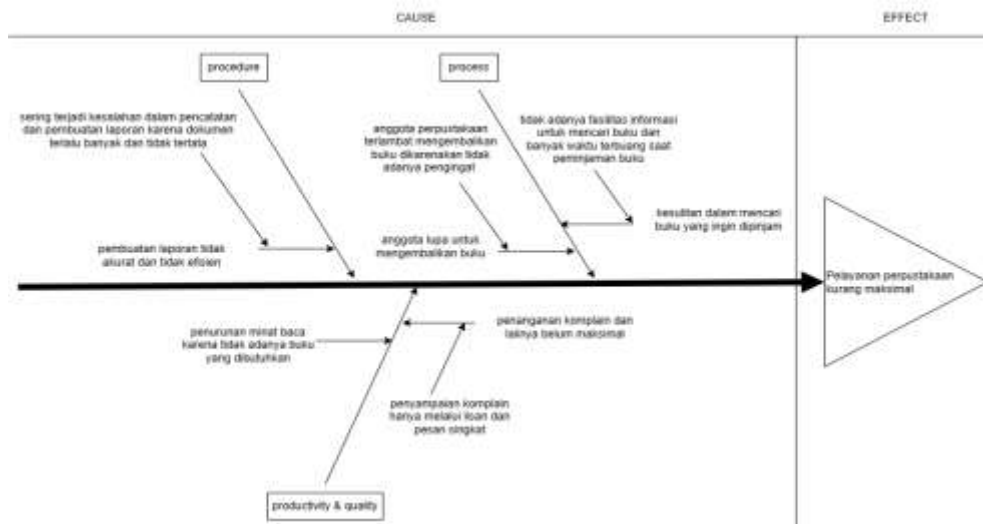 CAUSE
EFFECT
procedure
process
sering terjadi kesalahan dalam pencatatan
dan pembuatan laporan karena dokumen
terlalu banyak dan tidak tertata
anggota perpustakaan
terlambat mengembalikan
buku dikarenakan tidak
adanya pengingat
tidak adanya fasilitas informasi
untuk mencari buku dan
banyak waktu terbuang saat
peminjaman buku
kesulitan dalam mencari
buku yang ingin dipinjam
pembuatan laporan tidak
akurat dan tidak efisien
anggota lupa untuk
mengembalikan buku
Pelayanan perpustakaan
kurang maksimal
penurunan minat baca
karena tidak adanya buku
yang dibutuhkan
penanganan komplain dan
lainya belum maksimal
penyampaian komplain
hanya melalui lisan dan
pesan singkat
productivity & quality